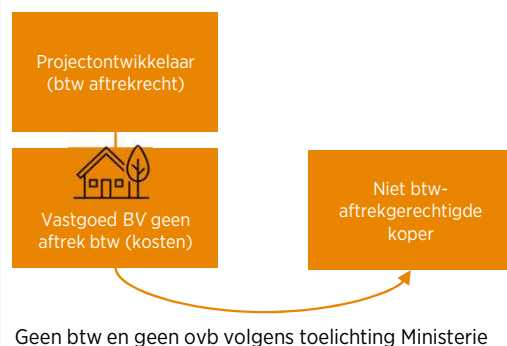 Projectontwikkelaar
(btw aftrekrecht)
Vastgoed BV geen
aftrek btw (kosten)
Niet btw-
aftrekgerechtigde
koper
Geen btw en geen ovb volgens toelichting Ministerie